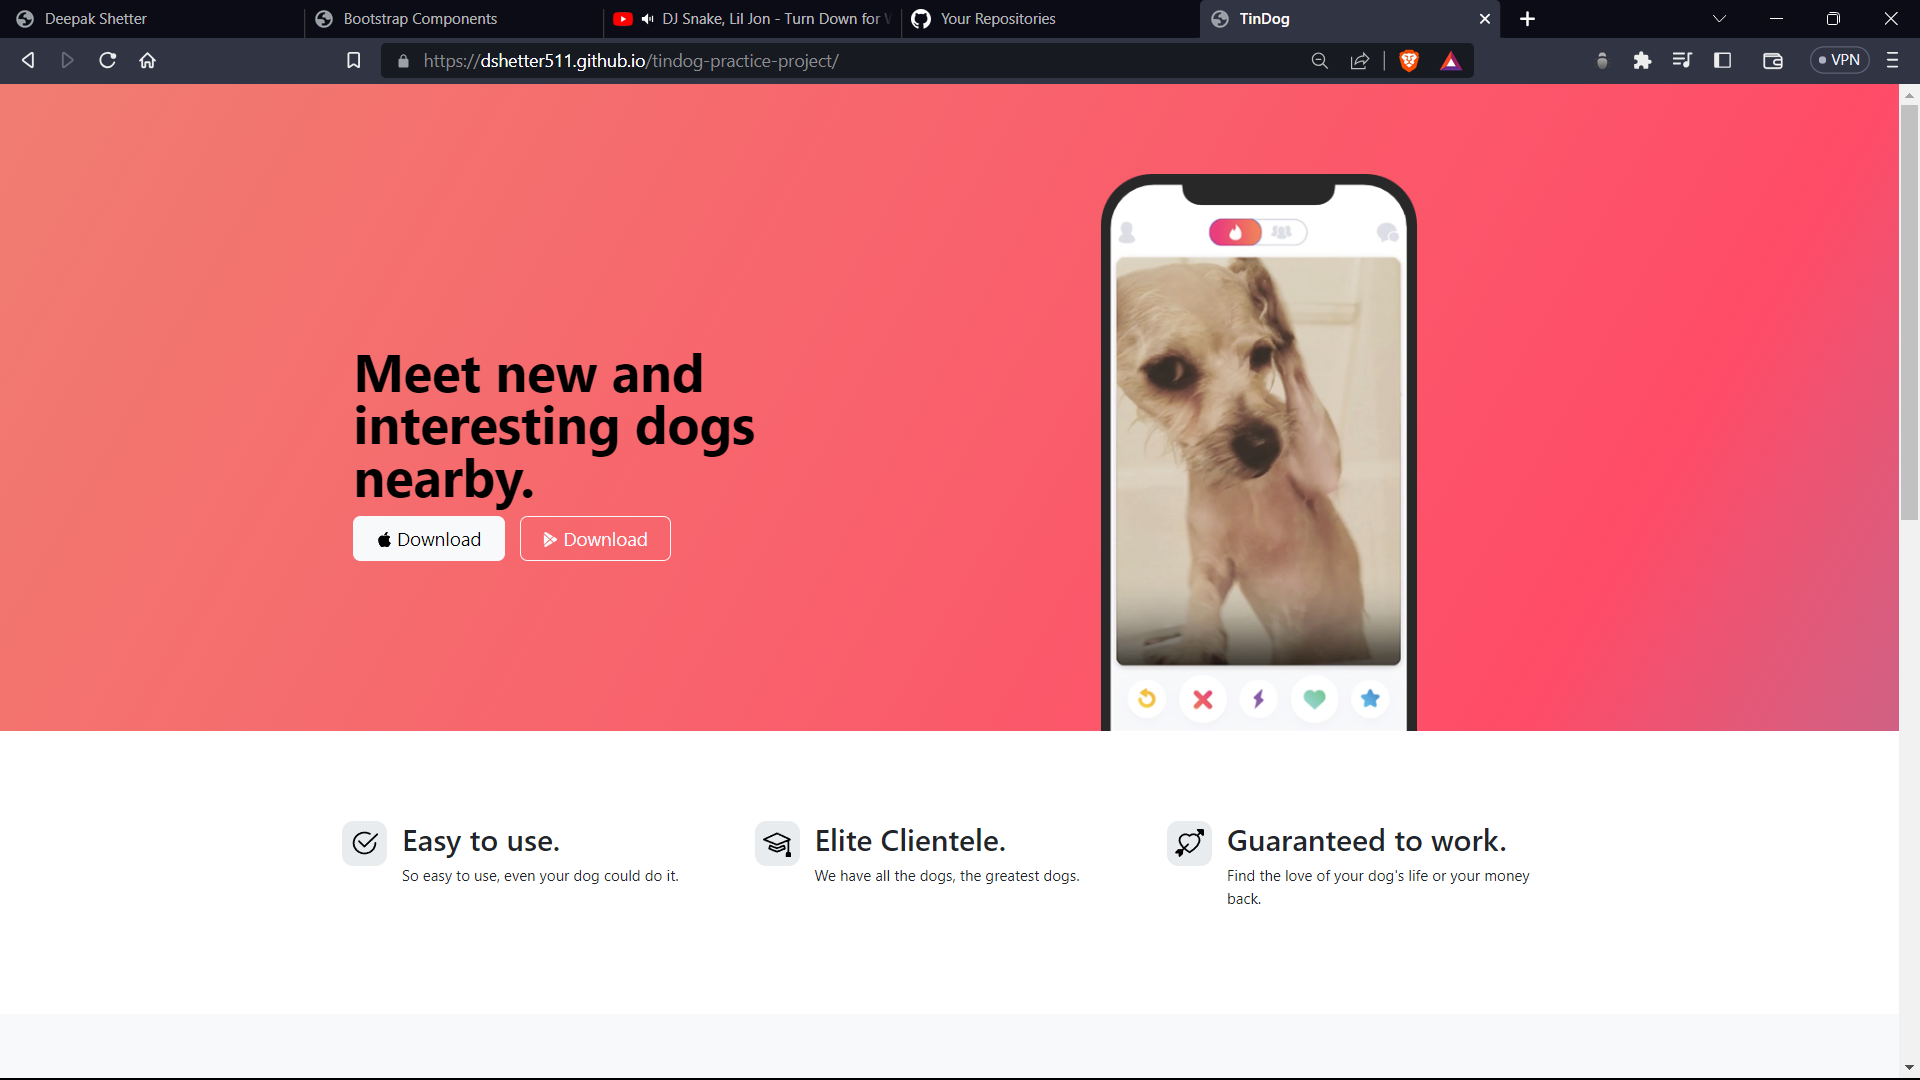 Deepak Shetter
Bootstrap Components
DJ Snake, Lil Jon - Turn Down for
Your Repositories
TinDog
https://dshetter511.github.io/tindog-practice-project/
VPN
Meet new and
interesting dogs
nearby.
Download
Download
Easy to use.
So easy to use, even your dog could do it.
Elite Clientele.
We have all the dogs, the greatest dogs.
Guaranteed to work.
Find the love of your dog's life or your money
back.